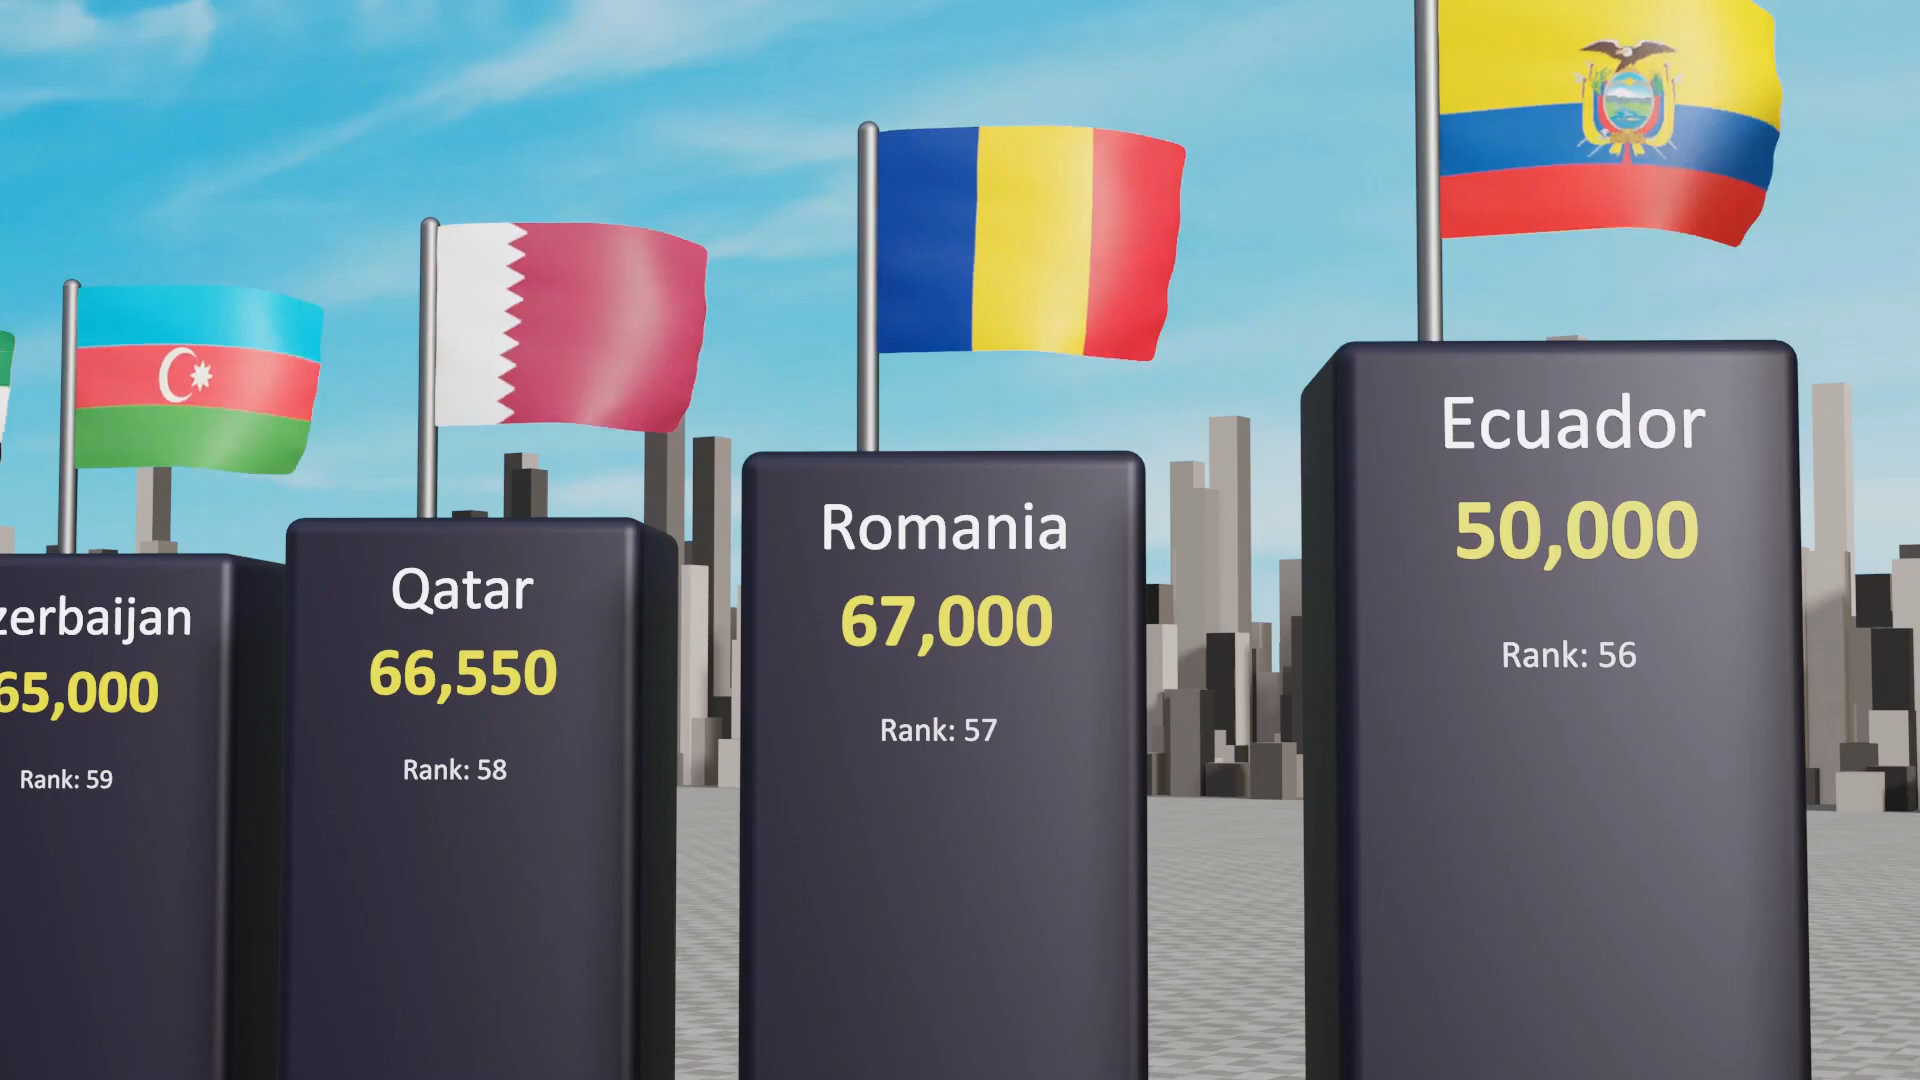 zerbaijan
65,000
Rank: 59
Qatar
66,550
Rank: 58
Romania
67,000
Rank: 57
Ecuador
50,000
Rank: 56